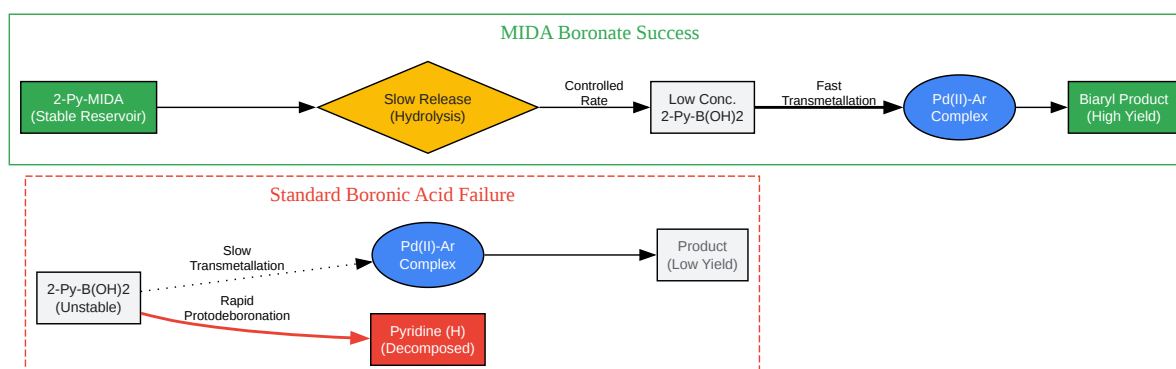 MIDA Boronate Success
2-Py-MIDA
(Stable Reservoir)
Slow Release
(Hydrolysis)
Controlled
Rate
Low Conc.
2-Py-B(OH)2
Fast
Transmetallation
Pd(II)-Ar
Complex
Biaryl Product
(High Yield)
Standard Boronic Acid Failure
2-Py-B(OH)2
(Unstable)
Slow
Transmetallation
Pd(II)-Ar
Complex
Product
(Low Yield)
Rapid
Protodeboronation
Pyridine (H)
(Decomposed)